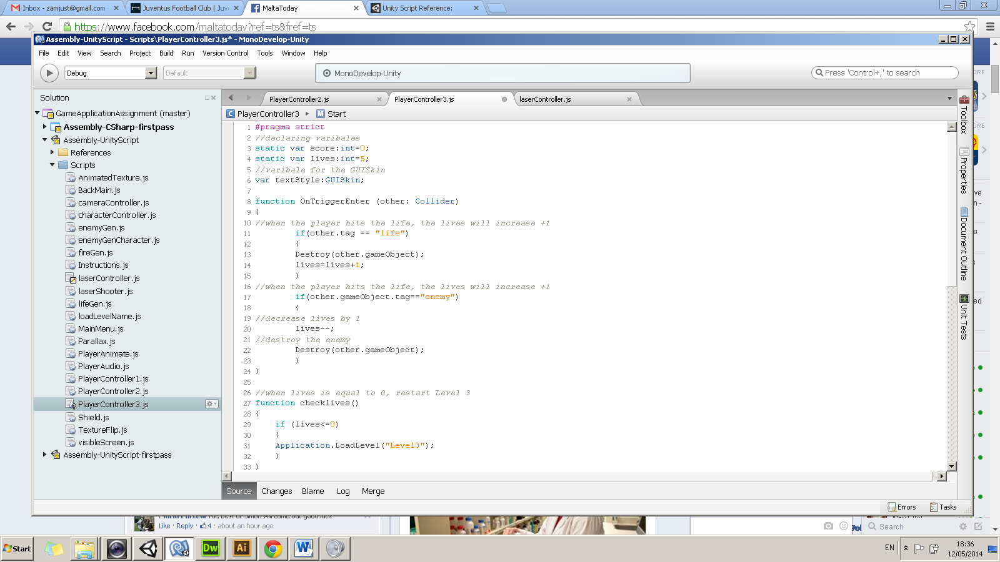 Inbox - zamjust@gmail.com
Juventus Football Club | Juv
MaltaToday
Unity Script Reference:
https://www.facebook.com/maltatoday?ref=ts&fref=ts
Assembly-UnityScript - Scripts\PlayerController3.js* - MonoDevelop-Unity
File Edit View Search Project Build Run Version Control Tools Window Help
Debug
Default
MonoDevelop-Unity
Press 'Control+,' to search
Solution
GameApplicationAssignment (master)
Assembly-CSharp-firstpass
Assembly-UnityScript
References
Scripts
AnimatedTexture.js
BackMain.js
cameraController.js
characterController.js
enemyGen.js
enemyGenCharacter.js
fireGen.js
Instructions.js
laserController.js
laserShooter.js
lifeGen.js
loadLevelName.js
MainMenu.js
Parallax.js
PlayerAnimate.js
PlayerAudio.js
PlayerController1.js
PlayerController2.js
PlayerController3.js
Shield.js
TextureFlip.js
visibleScreen.js
Assembly-UnityScript-firstpass
PlayerController2.js
PlayerController3.js
laserController.js
C PlayerController3
M Start
1 #pragma strict
2 //declaring varibales
3 static var score:int=0;
4 static var lives:int=5;
5 //varibale for the GUISkin
6 var textStyle:GUISkin;
7
8 function OnTriggerEnter (other: Collider)
9 {
10 //when the player hits the life, the lives will increase +1
11 if(other.tag == "life")
12 {
13 Destroy(other.gameObject);
14 lives=lives+1;
15 }
16 //when the player hits the life, the lives will increase +1
17 if(other.gameObject.tag=="enemy")
18 {
19 //decrease lives by 1
20 lives--;
21 //destroy the enemy
22 Destroy(other.gameObject);
23 }
24 }
25
26 //when lives is equal to 0, restart Level 3
27 function checklives()
28 {
29 if (lives<=0)
30 {
31 Application.LoadLevel("Level3");
32 }
33 }
Toolbox
Properties
Document Outline
Unit Tests
Source Changes Blame Log Merge
Errors Tasks
Like · Reply · 4 · about an hour ago
Search
Start
Dw
Ai
W
EN
18:36
12/05/2014